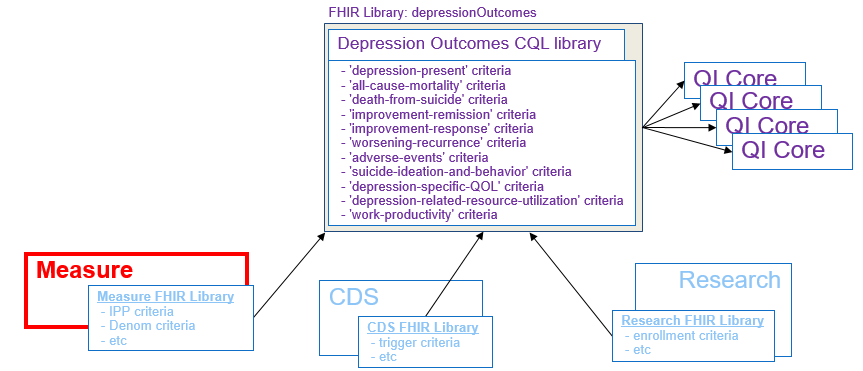 FHIR Library: depressionOutcomes
Depression Outcomes CQL library
- 'depression-present' criteria
- 'all-cause-mortality' criteria
- 'death-from-suicide' criteria
- 'improvement-remission' criteria
- 'improvement-response' criteria
- 'worsening-recurrence' criteria
- 'adverse-events' criteria
- 'suicide-ideation-and-behavior' criteria
- 'depression-specific-QOL' criteria
- 'depression-related-resource-utilization' criteria
- 'work-productivity' criteria
QI Core
QI Core
QI Core
QI Core
Measure
Measure FHIR Library
- IPP criteria
- Denom criteria
- etc
CDS
CDS FHIR Library
- trigger criteria
- etc
Research
Research FHIR Library
- enrollment criteria
- etc